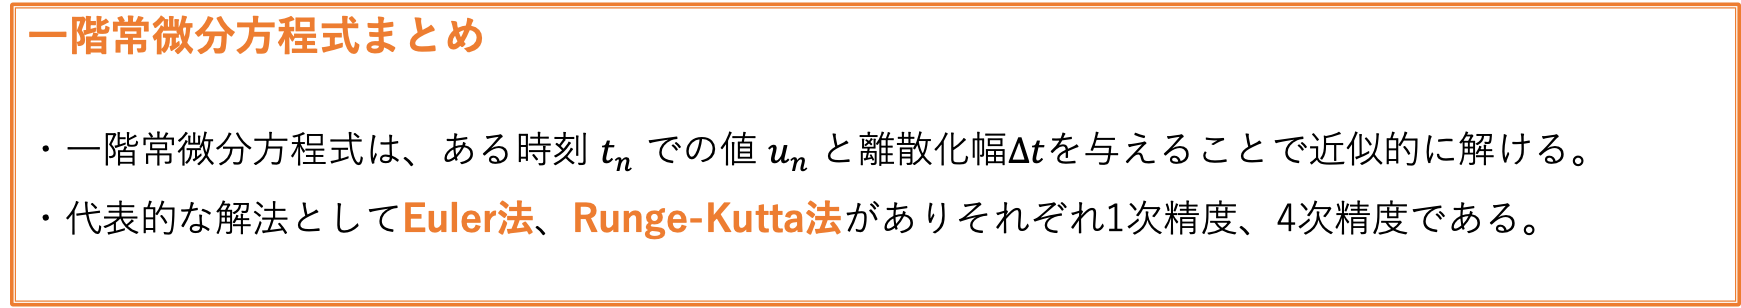 一階常微分方程式まとめ
・一階常微分方程式は、ある時刻 tₙ での値 uₙ と離散化幅Δtを与えることで近似的に解ける。
・代表的な解法としてEuler法、Runge-Kutta法がありそれぞれ1次精度、4次精度である。